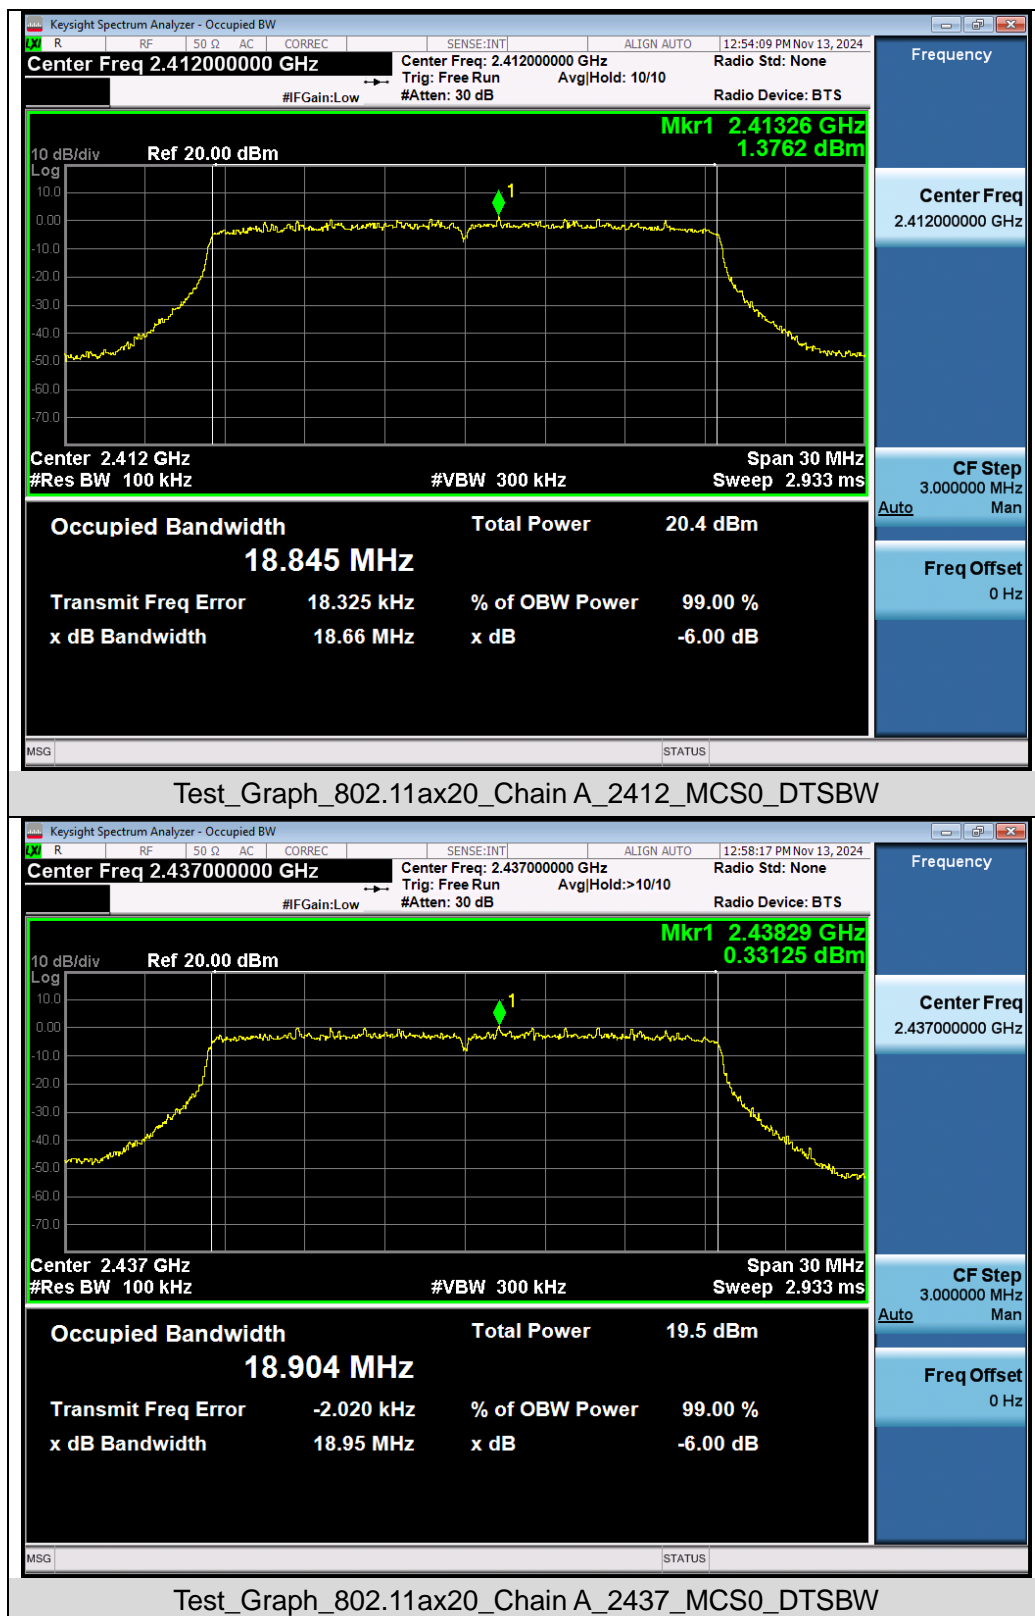 Keysight Spectrum Analyzer - Occupied BW
LXI R RF 50 Ω AC CORREC SENSE:INT ALIGN AUTO 12:54:09 PM Nov 13, 2024
Center Freq 2.412000000 GHz
Center Freq: 2.412000000 GHz Radio Std: None
Trig: Free Run Avg|Hold: 10/10
#IFGain:Low #Atten: 30 dB Radio Device: BTS
Mkr1 2.41326 GHz
1.3762 dBm
10 dB/div Ref 20.00 dBm
Log
10.0
0.00
-10.0
-20.0
-30.0
-40.0
-50.0
-60.0
-70.0
1
Center 2.412 GHz Span 30 MHz
#Res BW 100 kHz #VBW 300 kHz Sweep 2.933 ms
Occupied Bandwidth Total Power 20.4 dBm
18.845 MHz
Transmit Freq Error 18.325 kHz % of OBW Power 99.00 %
x dB Bandwidth 18.66 MHz x dB -6.00 dB
MSG STATUS
Frequency
Center Freq
2.412000000 GHz
CF Step
3.000000 MHz
Auto Man
Freq Offset
0 Hz
Test_Graph_802.11ax20_Chain A_2412_MCS0_DTSBW
Keysight Spectrum Analyzer - Occupied BW
LXI R RF 50 Ω AC CORREC SENSE:INT ALIGN AUTO 12:58:17 PM Nov 13, 2024
Center Freq 2.437000000 GHz
Center Freq: 2.437000000 GHz Radio Std: None
Trig: Free Run Avg|Hold:>10/10
#IFGain:Low #Atten: 30 dB Radio Device: BTS
Mkr1 2.43829 GHz
0.33125 dBm
10 dB/div Ref 20.00 dBm
Log
10.0
0.00
-10.0
-20.0
-30.0
-40.0
-50.0
-60.0
-70.0
1
Center 2.437 GHz Span 30 MHz
#Res BW 100 kHz #VBW 300 kHz Sweep 2.933 ms
Occupied Bandwidth Total Power 19.5 dBm
18.904 MHz
Transmit Freq Error -2.020 kHz % of OBW Power 99.00 %
x dB Bandwidth 18.95 MHz x dB -6.00 dB
MSG STATUS
Frequency
Center Freq
2.437000000 GHz
CF Step
3.000000 MHz
Auto Man
Freq Offset
0 Hz
Test_Graph_802.11ax20_Chain A_2437_MCS0_DTSBW